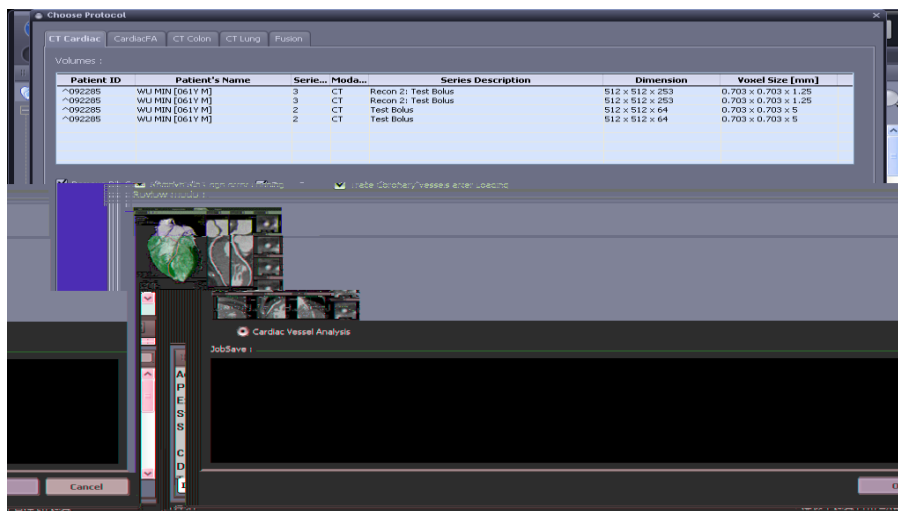 Choose Protocol
CT Cardiac CardiacFA CT Colon CT Lung Fusion
Volumes :
Patient ID Patient's Name Serie... Moda... Series Description Dimension Voxel Size [mm]
^092285 WU MIN [061Y M] 3 CT Recon 2: Test Bolus 512 x 512 x 253 0.703 x 0.703 x 1.25
^092285 WU MIN [061Y M] 3 CT Recon 2: Test Bolus 512 x 512 x 253 0.703 x 0.703 x 1.25
^092285 WU MIN [061Y M] 2 CT Test Bolus 512 x 512 x 64 0.703 x 0.703 x 5
^092285 WU MIN [061Y M] 2 CT Test Bolus 512 x 512 x 64 0.703 x 0.703 x 5
after Loading
Review
Cardiac Vessel Analysis
JobSave :
Cancel